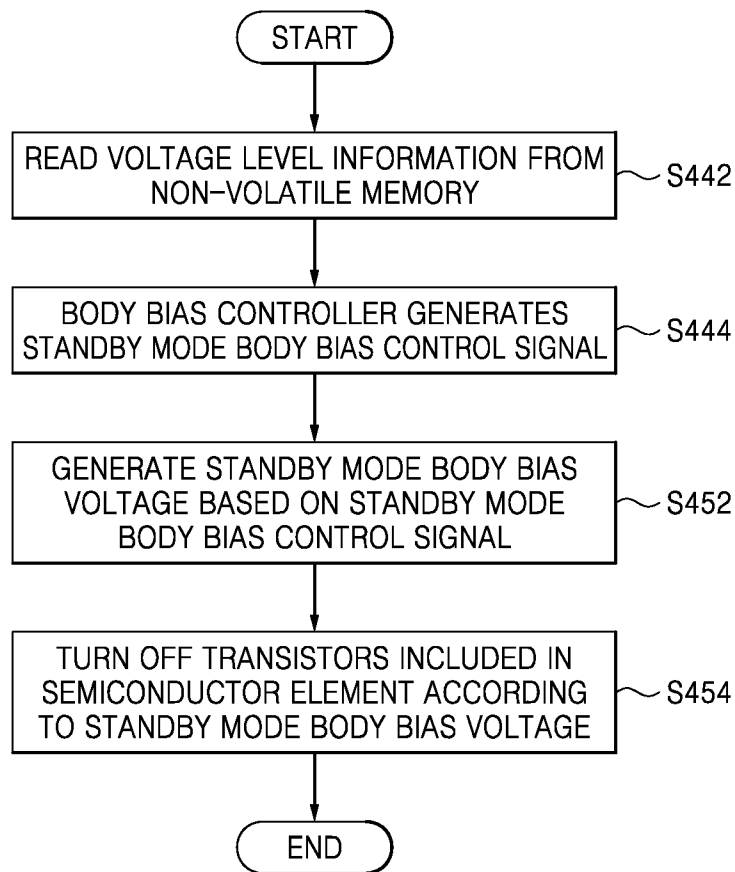 START
READ VOLTAGE LEVEL INFORMATION FROM
NON-VOLATILE MEMORY
S442
BODY BIAS CONTROLLER GENERATES
STANDBY MODE BODY BIAS CONTROL SIGNAL
S444
GENERATE STANDBY MODE BODY BIAS
VOLTAGE BASED ON STANDBY MODE
BODY BIAS CONTROL SIGNAL
S452
TURN OFF TRANSISTORS INCLUDED IN
SEMICONDUCTOR ELEMENT ACCORDING
TO STANDBY MODE BODY BIAS VOLTAGE
S454
END